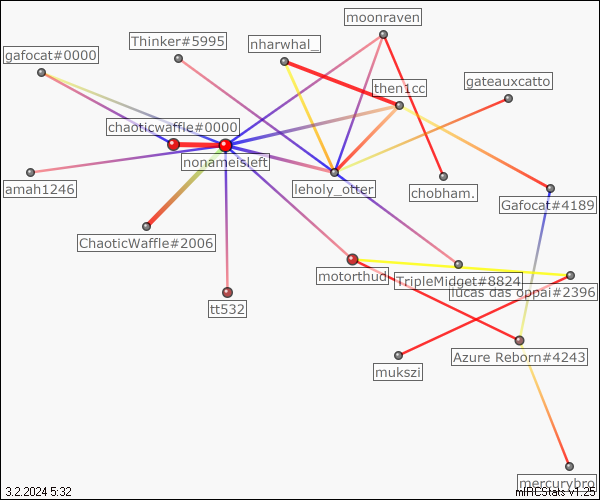 moonraven
Thinker#5995
nharwhal_
gafocat#0000
then1cc
gateauxcatto
chaoticwaffle#0000
nonameisleft
amah1246
leholy_otter
chobham.
Gafocat#4189
ChaoticWaffle#2006
motorthud
TripleMidget#8824
lucas das oppai#2396
tt532
Azure Reborn#4243
mukszi
mercurybro
3.2.2024 5:32
mIRCStats v1.25